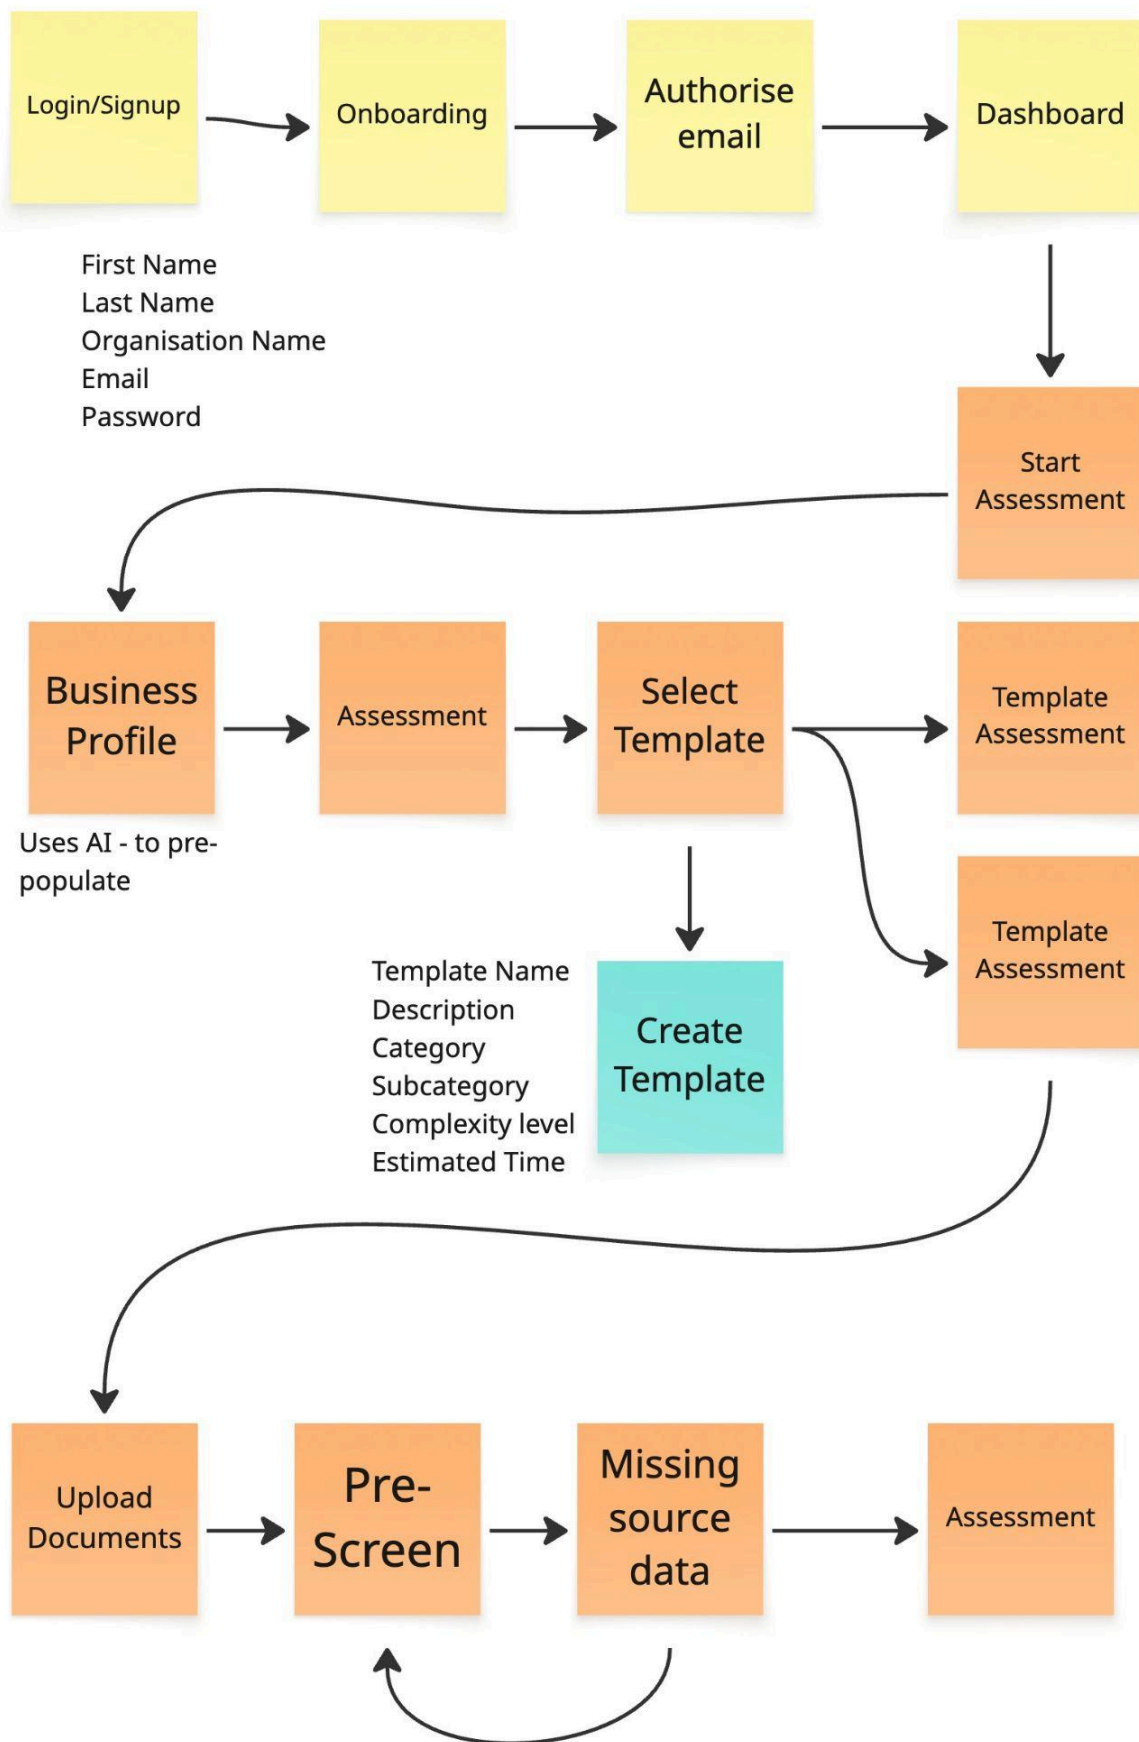 Login/Signup
Onboarding
Authorise
email
Dashboard
First Name
Last Name
Organisation Name
Email
Password
Start
Assessment
Business
Profile
Assessment
Select
Template
Template
Assessment
Uses AI - to pre-
populate
Template
Assessment
Template Name
Description
Category
Subcategory
Complexity level
Estimated Time
Create
Template
Upload
Documents
Pre-
Screen
Missing
source
data
Assessment